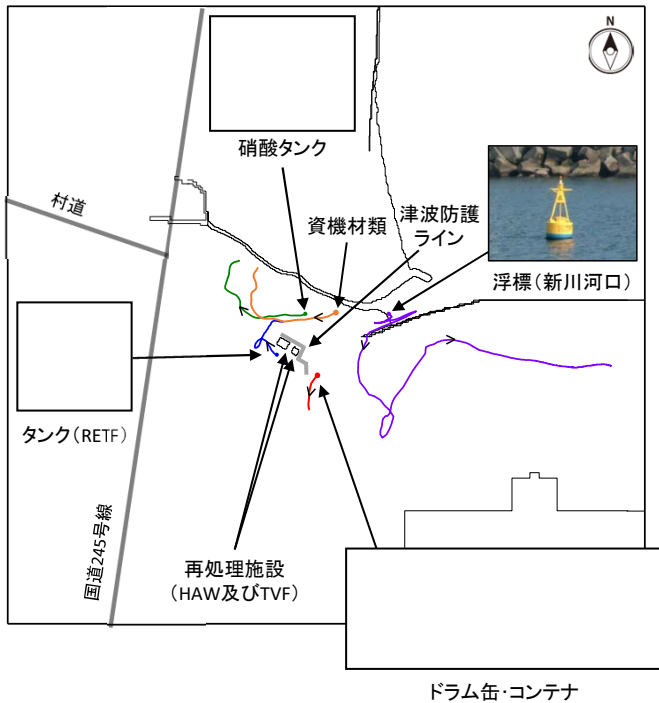 N
硝酸タンク
村道
資機材類
津波防護
ライン
浮標（新川河口）
タンク（RETF）
国道245号線
再処理施設
（HAW及びTVF）
ドラム缶・コンテナ